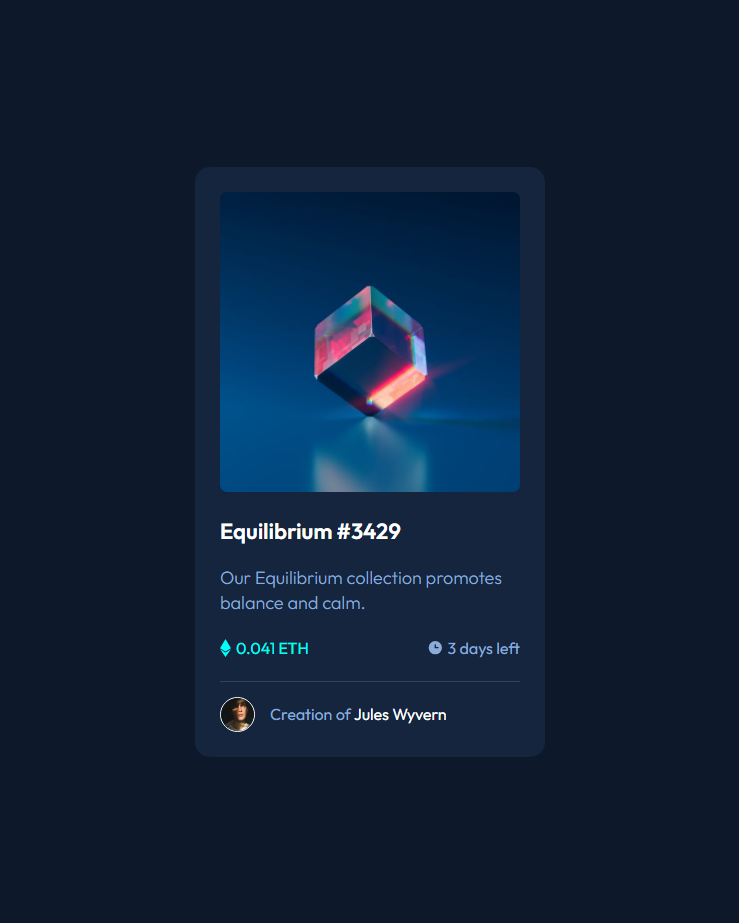 Equilibrium #3429
Our Equilibrium collection promotes
balance and calm.
0.041 ETH 3 days left
Creation of Jules Wyvern